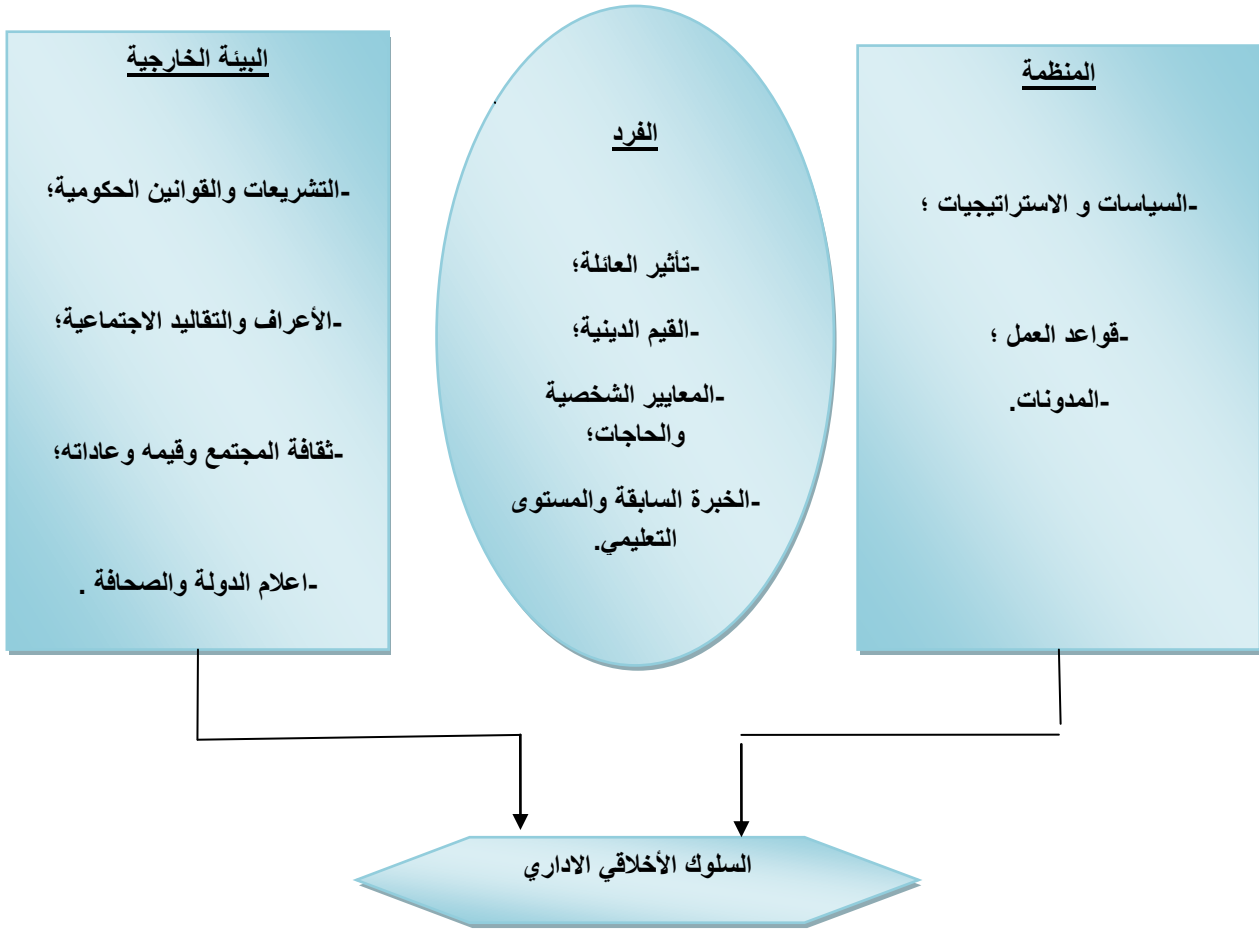 المنظمة
-السياسات و الاستراتيجيات ؛
-قواعد العمل ؛
-المدونات.
الفرد
-تأثير العائلة؛
-القيم الدينية؛
-المعايير الشخصية
والحاجات؛
-الخبرة السابقة والمستوى
التعليمي.
البيئة الخارجية
-التشريعات والقوانين الحكومية؛
-الأعراف والتقاليد الاجتماعية؛
-ثقافة المجتمع وقيمه وعاداته؛
-اعلام الدولة والصحافة .
السلوك الأخلاقي الاداري